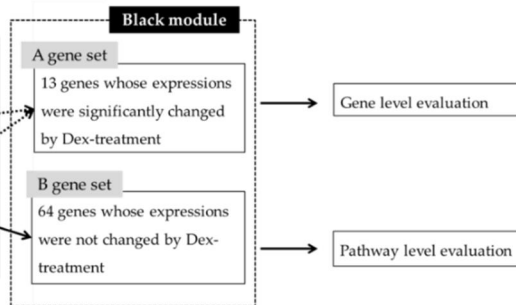 Black module
A gene set
13 genes whose expressions
were significantly changed
by Dex-treatment
Gene level evaluation
B gene set
64 genes whose expressions
were not changed by Dex-
treatment
Pathway level evaluation